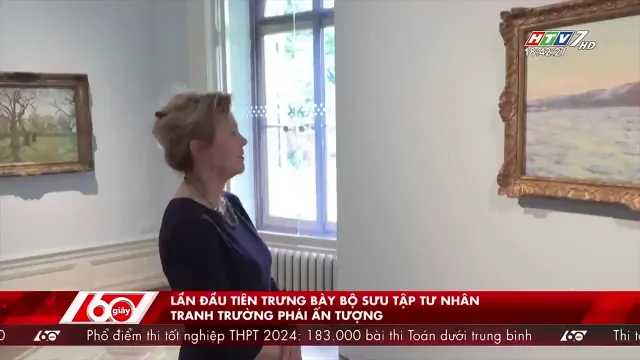 HTV7 HD
18:42:27
LẦN ĐẦU TIÊN TRƯNG BÀY BỘ SƯU TẬP TƯ NHÂN
TRANH TRƯỜNG PHÁI ẤN TƯỢNG
60 giây
60 giây Phổ điểm thi tốt nghiệp THPT 2024: 183.000 bài thi Toán dưới trung bình 60 giây